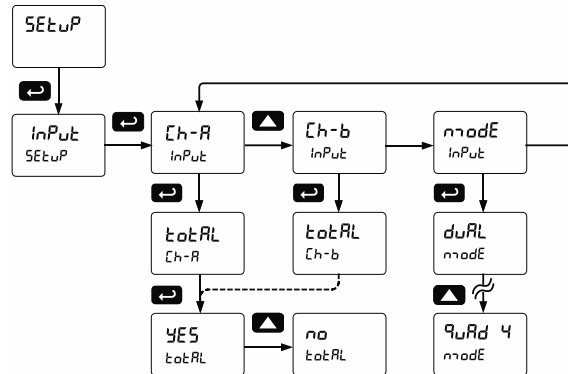 SEtuP
InPut
SEtuP
Ch-A
InPut
Ch-b
InPut
modE
InPut
totAL
Ch-A
totAL
Ch-b
duAL
modE
YES
totAL
no
totAL
quAd 4
modE